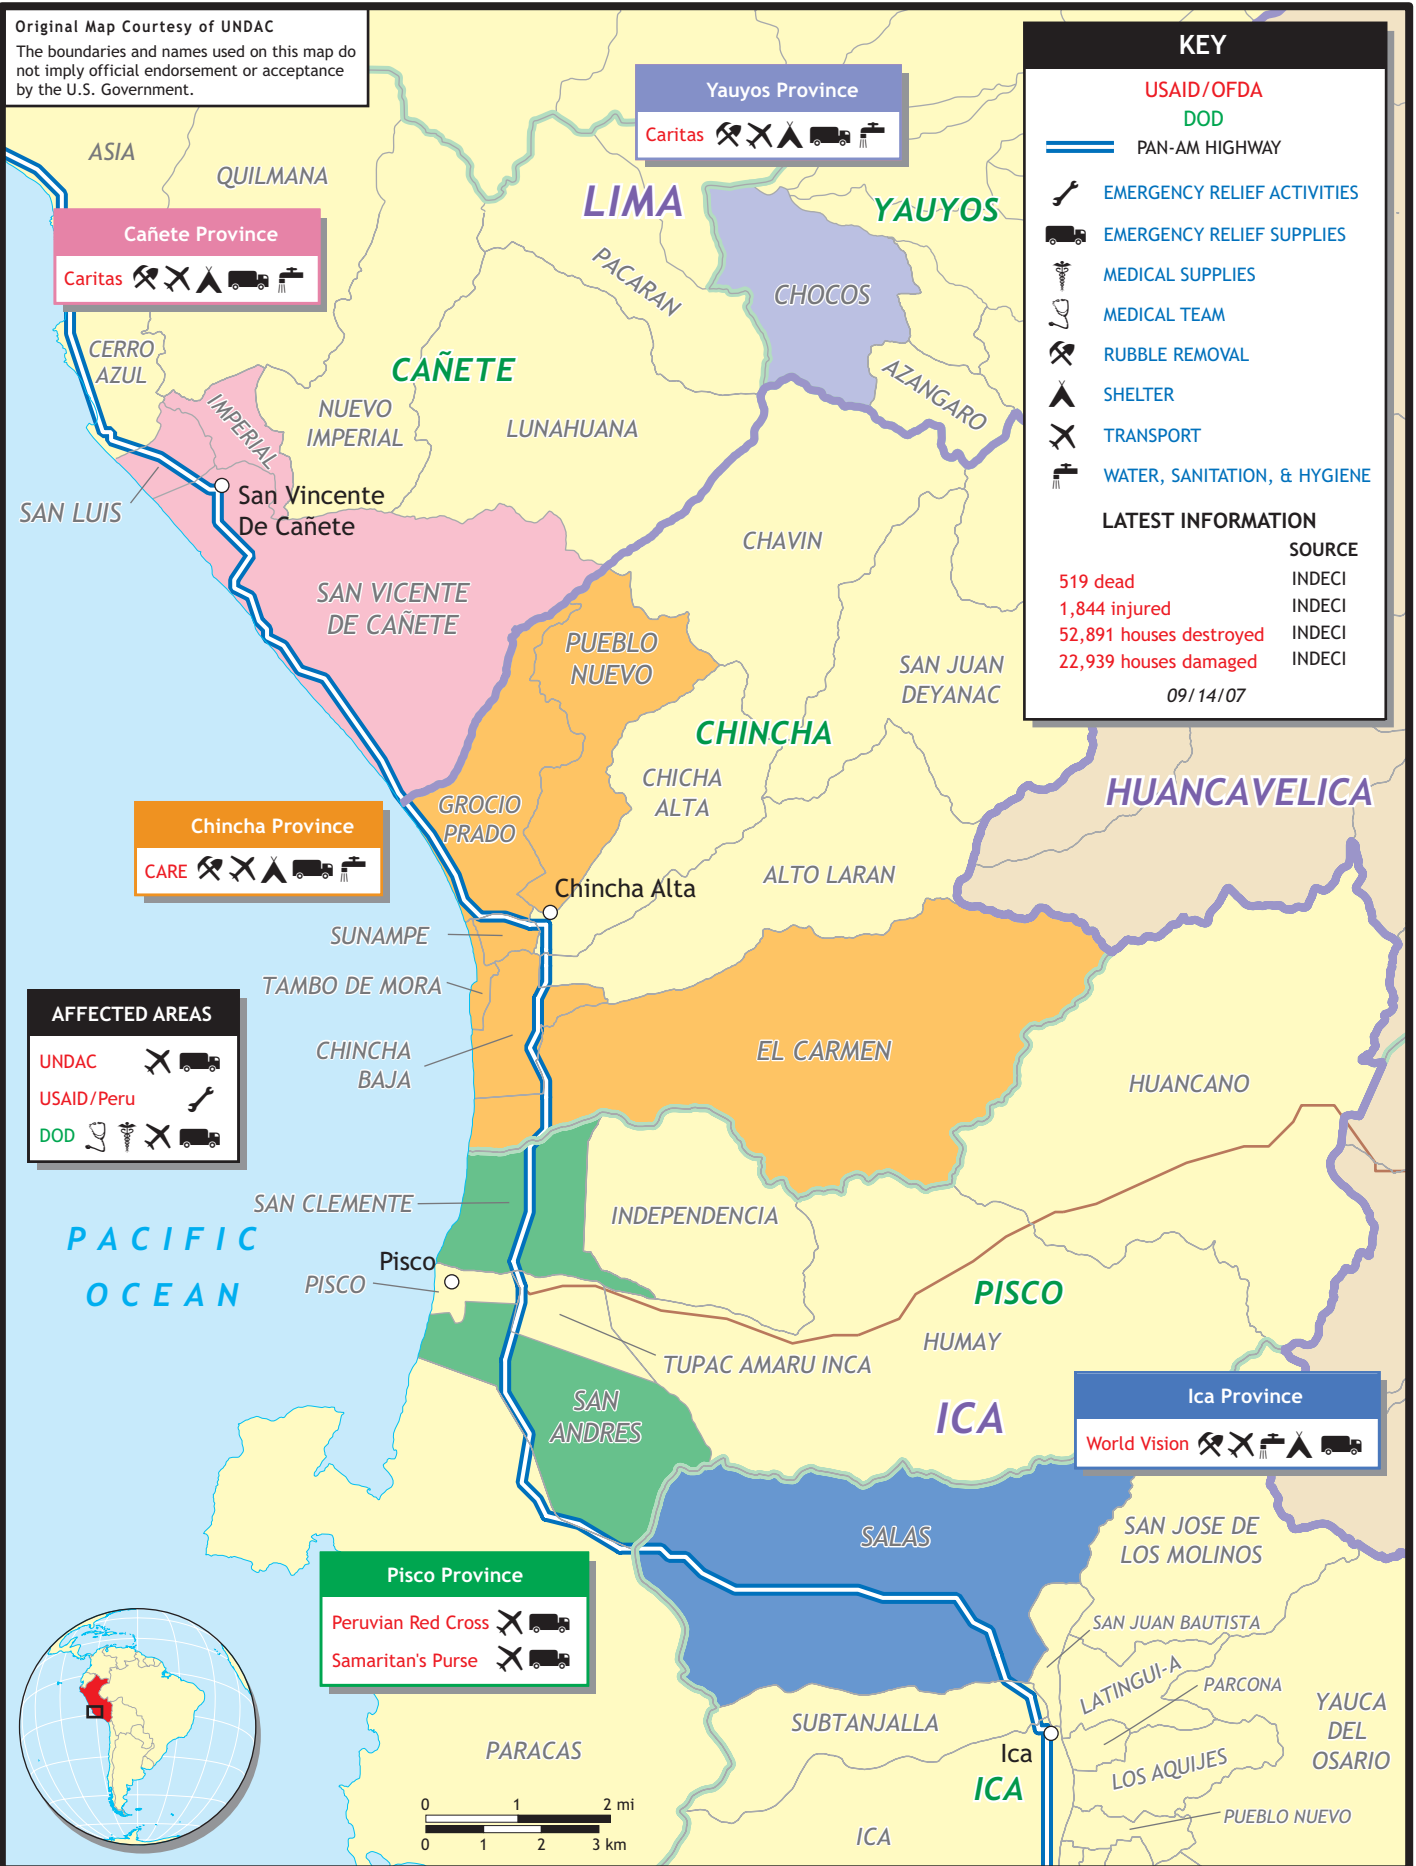 Original Map Courtesy of UNDAC
The boundaries and names used on this map do
not imply official endorsement or acceptance
by the U.S. Government.
KEY
USAID/OFDA
DOD
PAN-AM HIGHWAY
EMERGENCY RELIEF ACTIVITIES
EMERGENCY RELIEF SUPPLIES
MEDICAL SUPPLIES
MEDICAL TEAM
RUBBLE REMOVAL
SHELTER
TRANSPORT
WATER, SANITATION, & HYGIENE
LATEST INFORMATION
SOURCE
519 dead INDECI
1,844 injured INDECI
52,891 houses destroyed INDECI
22,939 houses damaged INDECI
09/14/07
Yauyos Province
Caritas
ASIA
QUILMANA
LIMA
YAUYOS
Cañete Province
Caritas
PACARAN
CHOCOS
CERRO
AZUL
CAÑETE
AZANGARO
IMPERIAL
NUEVO
IMPERIAL
LUNAHUANA
SAN LUIS
San Vincente
De Cañete
CHAVIN
SAN VICENTE
DE CAÑETE
PUEBLO
NUEVO
SAN JUAN
DEYANAC
CHINCHA
CHICHA
ALTA
HUANCAVELICA
GROCIO
PRADO
Chincha Province
CARE
ALTO LARAN
Chincha Alta
SUNAMPE
TAMBO DE MORA
AFFECTED AREAS
UNDAC
USAID/Peru
DOD
CHINCHA
BAJA
EL CARMEN
HUANCANO
SAN CLEMENTE
INDEPENDENCIA
PACIFIC
OCEAN
Pisco
PISCO
PISCO
HUMAY
TUPAC AMARU INCA
SAN
ANDRES
ICA
Ica Province
World Vision
SALAS
SAN JOSE DE
LOS MOLINOS
Pisco Province
Peruvian Red Cross
Samaritan's Purse
SAN JUAN BAUTISTA
LATINGUI-A
PARCONA
YAUCA
DEL
OSARIO
SUBTANJALLA
PARACAS
Ica
ICA
LOS AQUIJES
PUEBLO NUEVO
ICA
0 1 2 mi
0 1 2 3 km